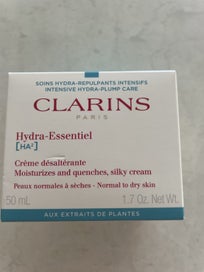 SOINS HYDRA-REPULPANTS INTENSIFS
INTENSIVE HYDRA-PLUMP CARE
CLARINS
PARIS
Hydra-Essentiel
[HA²]
Crème désaltérante
Moisturizes and quenches, silky cream
Peaux normales à sèches - Normal to dry skin
50 mL 1.7 Oz. Net Wt.
AUX EXTRAITS DE PLANTES